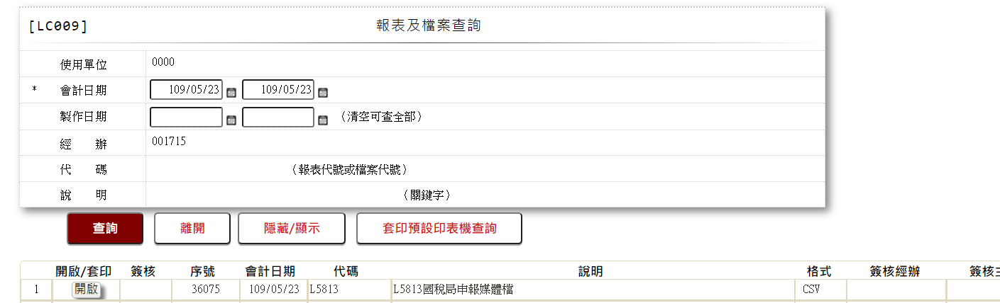 [LC009] 報表及檔案查詢
使用單位 0000
* 會計日期 109/05/23 109/05/23
製作日期 （清空可查全部）
經 辦 001715
代 碼 （報表代號或檔案代號）
說 明 （關鍵字）
查詢 離開 隱藏/顯示 套印預設印表機查詢
開啟/套印 簽核 序號 會計日期 代碼 說明 格式 簽核經辦 簽核
1 開啟 36075 109/05/23 L5813 L5813國稅局申報媒體檔 CSV